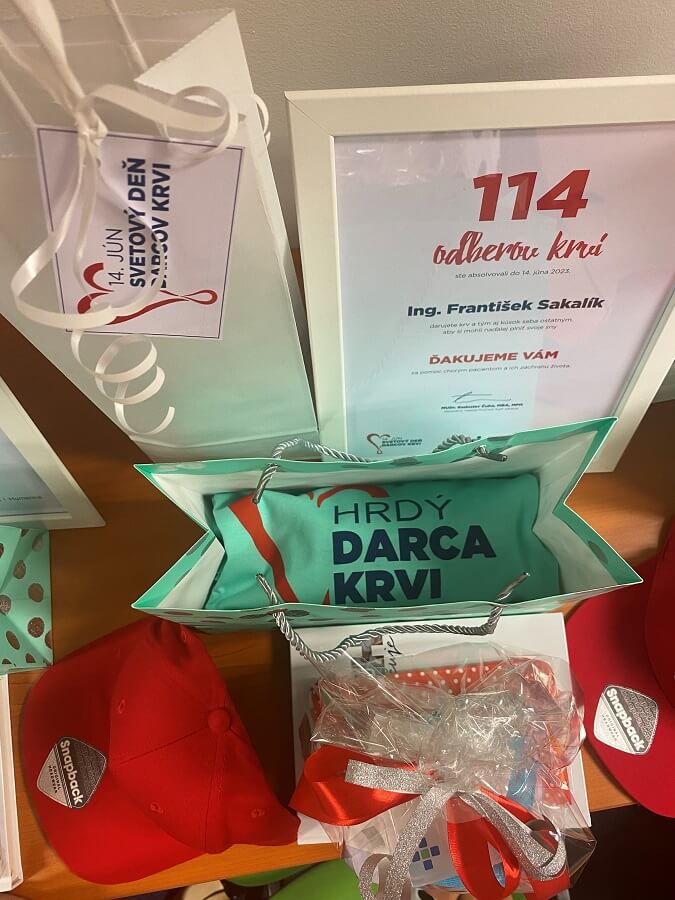 14. JÚN
SVETOVÝ DEŇ
DARCOV KRVI
114
odberov krvi
ste absolvovali do 14. júna 2023,
Ing. František Sakalík
darujete krv a tým aj kúsok seba ostatným,
aby si mohli naďalej plniť svoje sny
ĎAKUJEME VÁM
za pomoc chorým pacientom a ich záchranu života.
14. JÚN
SVETOVÝ DEŇ
DARCOV KRVI
HRDÝ
DARCA
KRVI
Snapback
Snapback